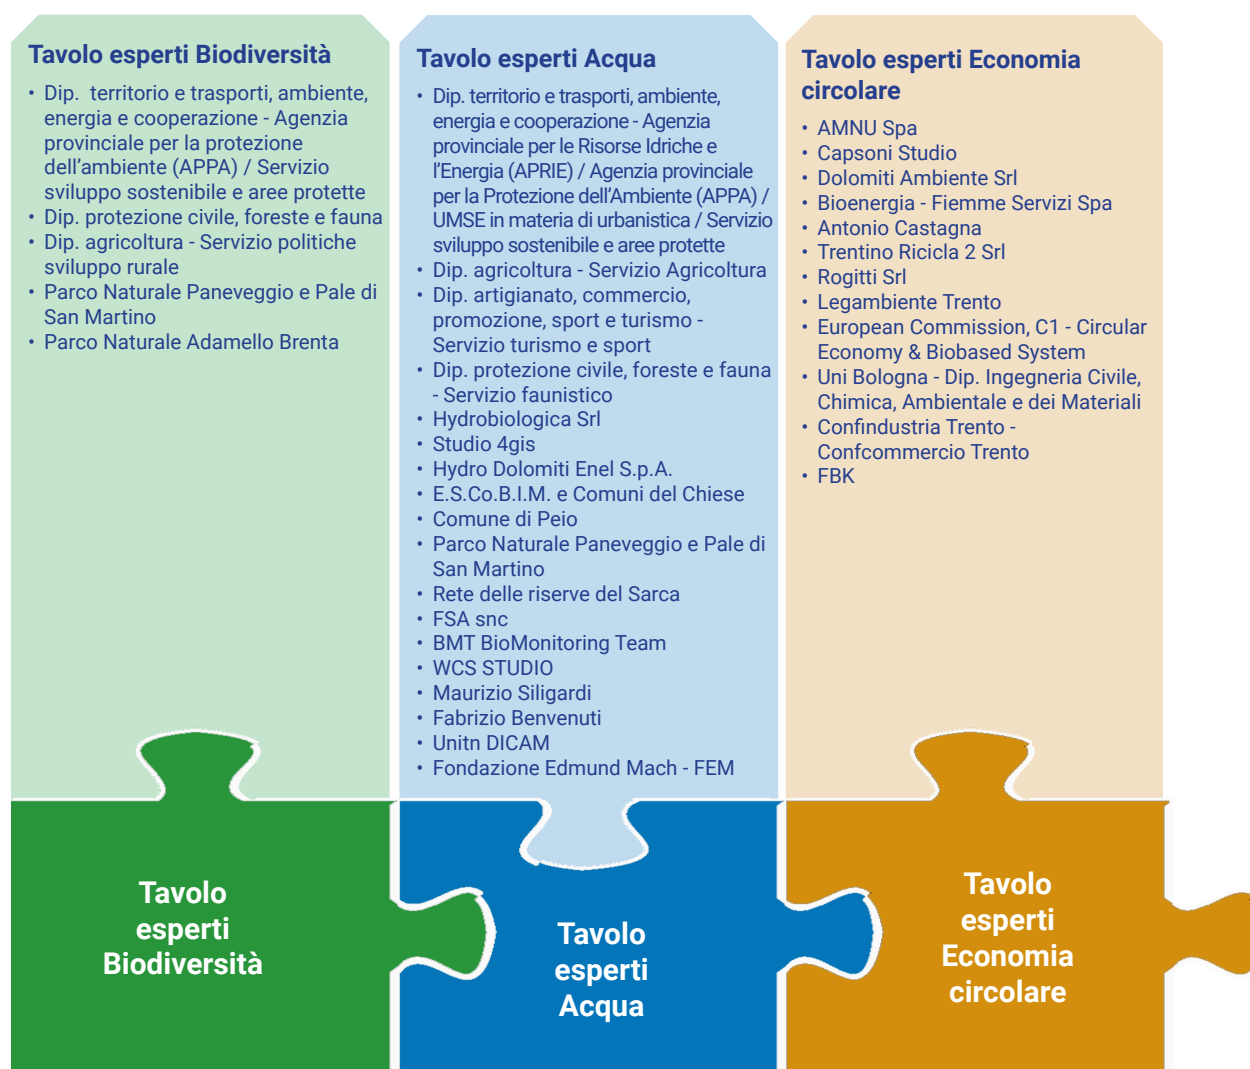 Tavolo esperti Biodiversità
• Dip. territorio e trasporti, ambiente,
energia e cooperazione - Agenzia
provinciale per la protezione
dell'ambiente (APPA) / Servizio
sviluppo sostenibile e aree protette
• Dip. protezione civile, foreste e fauna
• Dip. agricoltura - Servizio politiche
sviluppo rurale
• Parco Naturale Paneveggio e Pale di
San Martino
• Parco Naturale Adamello Brenta
Tavolo esperti Acqua
• Dip. territorio e trasporti, ambiente,
energia e cooperazione - Agenzia
provinciale per le Risorse Idriche e
l'Energia (APRIE) / Agenzia provinciale
per la Protezione dell'Ambiente (APPA) /
UMSE in materia di urbanistica / Servizio
sviluppo sostenibile e aree protette
• Dip. agricoltura - Servizio Agricoltura
• Dip. artigianato, commercio,
promozione, sport e turismo -
Servizio turismo e sport
• Dip. protezione civile, foreste e fauna
- Servizio faunistico
• Hydrobiologica Srl
• Studio 4gis
• Hydro Dolomiti Enel S.p.A.
• E.S.Co.B.I.M. e Comuni del Chiese
• Comune di Peio
• Parco Naturale Paneveggio e Pale di
San Martino
• Rete delle riserve del Sarca
• FSA snc
• BMT BioMonitoring Team
• WCS STUDIO
• Maurizio Siligardi
• Fabrizio Benvenuti
• Unitn DICAM
• Fondazione Edmund Mach - FEM
Tavolo esperti Economia
circolare
• AMNU Spa
• Capsoni Studio
• Dolomiti Ambiente Srl
• Bioenergia - Fiemme Servizi Spa
• Antonio Castagna
• Trentino Ricicla 2 Srl
• Rogitti Srl
• Legambiente Trento
• European Commission, C1 - Circular
Economy & Biobased System
• Uni Bologna - Dip. Ingegneria Civile,
Chimica, Ambientale e dei Materiali
• Confindustria Trento -
Confcommercio Trento
• FBK
Tavolo
esperti
Biodiversità
Tavolo
esperti
Acqua
Tavolo
esperti
Economia
circolare